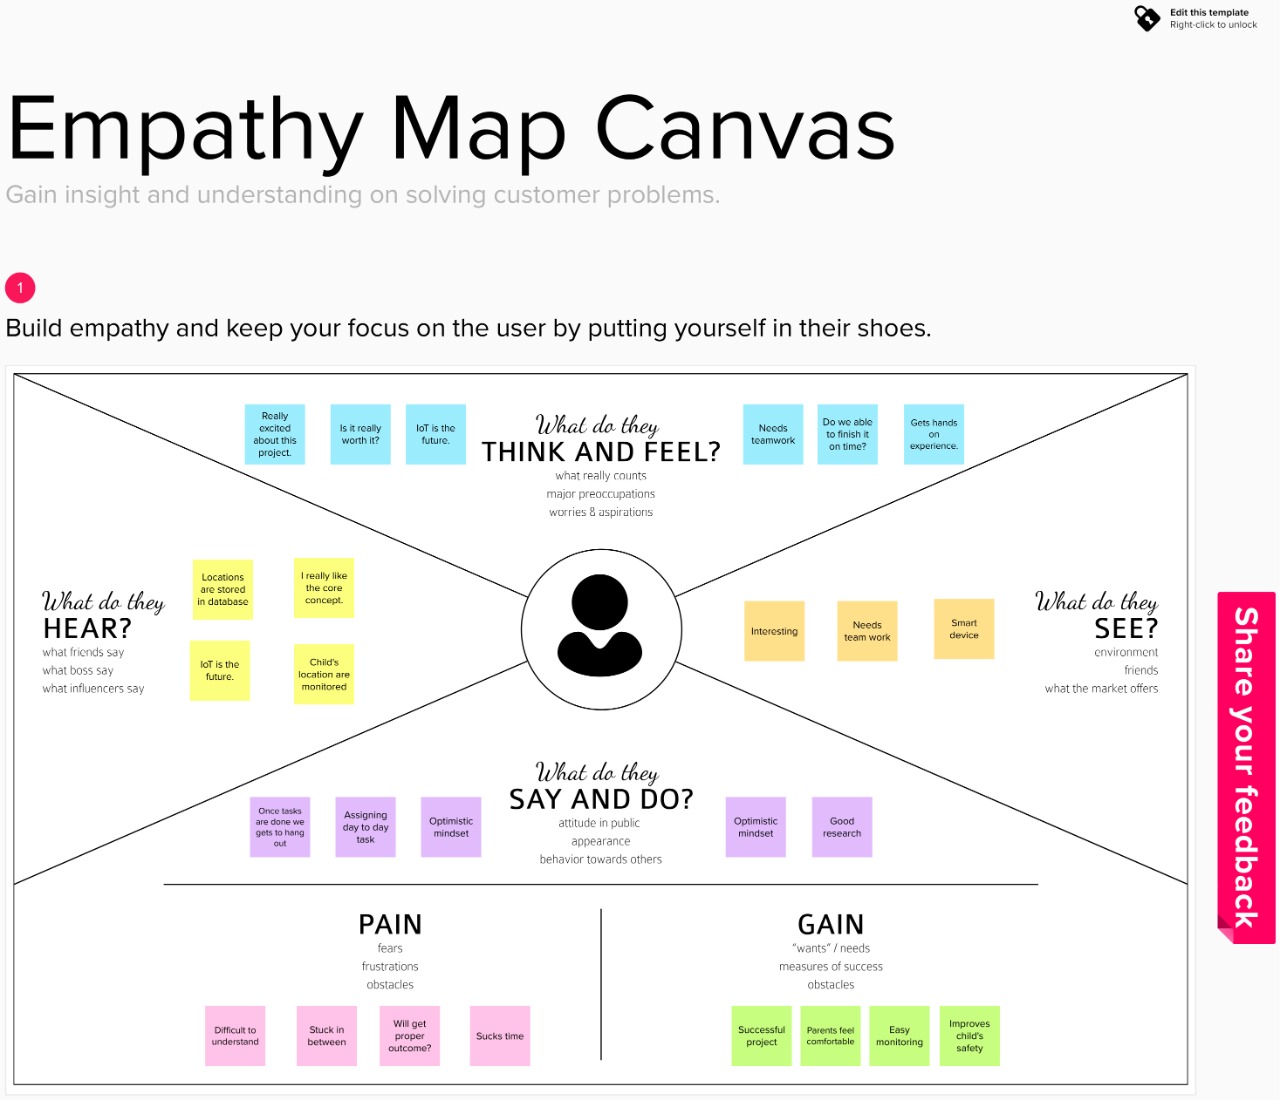 Edit this template
Right-click to unlock
Empathy Map Canvas
Gain insight and understanding on solving customer problems.
1
Build empathy and keep your focus on the user by putting yourself in their shoes.
Really
excited
about this
project.
Is it really
worth it?
IoT is the
future.
What do they
THINK AND FEEL?
what really counts
major preoccupations
worries & aspirations
Needs
teamwork
Do we able
to finish it
on time?
Gets hands
on
experience.
What do they
HEAR?
what friends say
what boss say
what influencers say
Locations
are stored
in database
I really like
the core
concept.
IoT is the
future.
Child's
location are
monitored
Interesting
Needs
team work
Smart
device
What do they
SEE?
environment
friends
what the market offers
Share your feedback
What do they
SAY AND DO?
attitude in public
appearance
behavior towards others
Once tasks
are done we
gets to hang
out
Assigning
day to day
task
Optimistic
mindset
Optimistic
mindset
Good
research
PAIN
fears
frustrations
obstacles
Difficult to
understand
Stuck in
between
Will get
proper
outcome?
Sucks time
GAIN
“wants” / needs
measures of success
obstacles
Successful
project
Parents feel
comfortable
Easy
monitoring
Improves
child's
safety